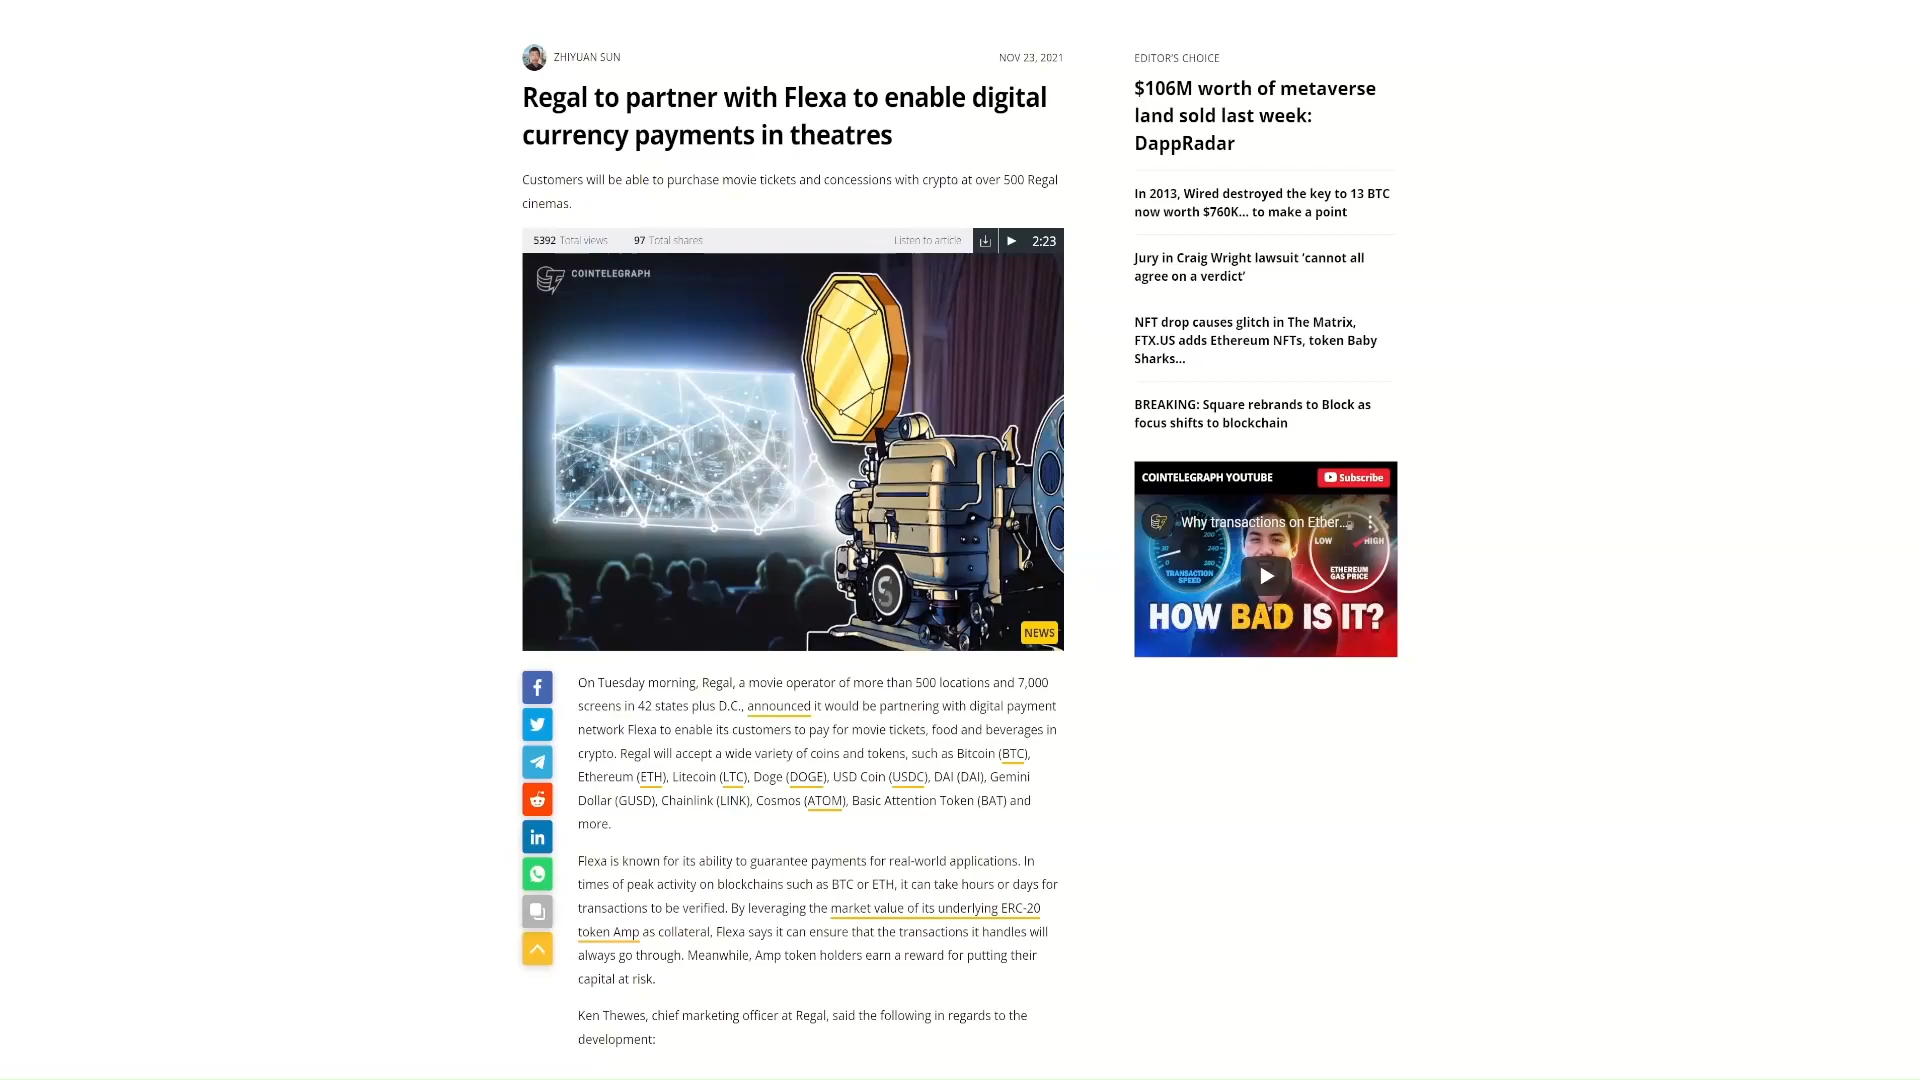 ZHIYUAN SUN
NOV 23, 2021
Regal to partner with Flexa to enable digital
currency payments in theatres
Customers will be able to purchase movie tickets and concessions with crypto at over 500 Regal
cinemas.
5392 Total views
97 Total shares
Listen to article
2:23
COINTELEGRAPH
NEWS
On Tuesday morning, Regal, a movie operator of more than 500 locations and 7,000
screens in 42 states plus D.C., announced it would be partnering with digital payment
network Flexa to enable its customers to pay for movie tickets, food and beverages in
crypto. Regal will accept a wide variety of coins and tokens, such as Bitcoin (BTC),
Ethereum (ETH), Litecoin (LTC), Doge (DOGE), USD Coin (USDC), DAI (DAI), Gemini
Dollar (GUSD), Chainlink (LINK), Cosmos (ATOM), Basic Attention Token (BAT) and
more.
Flexa is known for its ability to guarantee payments for real-world applications. In
times of peak activity on blockchains such as BTC or ETH, it can take hours or days for
transactions to be verified. By leveraging the market value of its underlying ERC-20
token Amp as collateral, Flexa says it can ensure that the transactions it handles will
always go through. Meanwhile, Amp token holders earn a reward for putting their
capital at risk.
Ken Thewes, chief marketing officer at Regal, said the following in regards to the
development:
EDITOR'S CHOICE
$106M worth of metaverse
land sold last week:
DappRadar
In 2013, Wired destroyed the key to 13 BTC
now worth $760K... to make a point
Jury in Craig Wright lawsuit 'cannot all
agree on a verdict'
NFT drop causes glitch in The Matrix,
FTX.US adds Ethereum NFTs, token Baby
Sharks...
BREAKING: Square rebrands to Block as
focus shifts to blockchain
COINTELEGRAPH YOUTUBE
Subscribe
Why transactions on Ether...
200
240
280
30
0
TRANSACTION
SPEED
LOW
HIGH
ETHEREUM
GAS PRICE
HOW BAD IS IT?